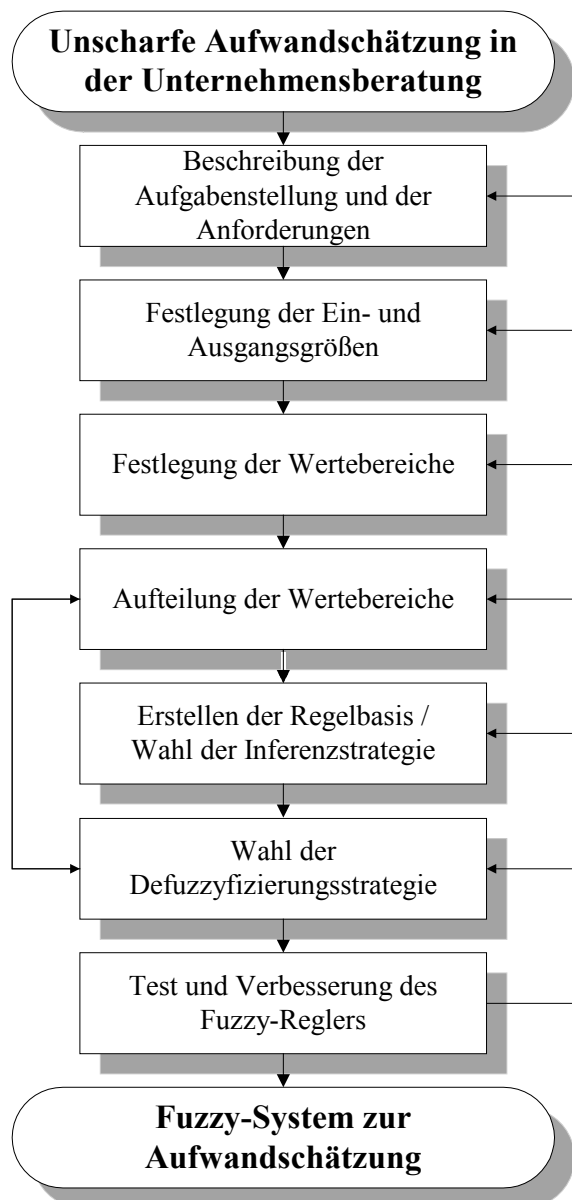 Unscharfe Aufwandschätzung in
der Unternehmensberatung
Beschreibung der
Aufgabenstellung und der
Anforderungen
Festlegung der Ein- und
Ausgangsgrößen
Festlegung der Wertebereiche
Aufteilung der Wertebereiche
Erstellen der Regelbasis /
Wahl der Inferenzstrategie
Wahl der
Defuzzyfizierungsstrategie
Test und Verbesserung des
Fuzzy-Reglers
Fuzzy-System zur
Aufwandschätzung